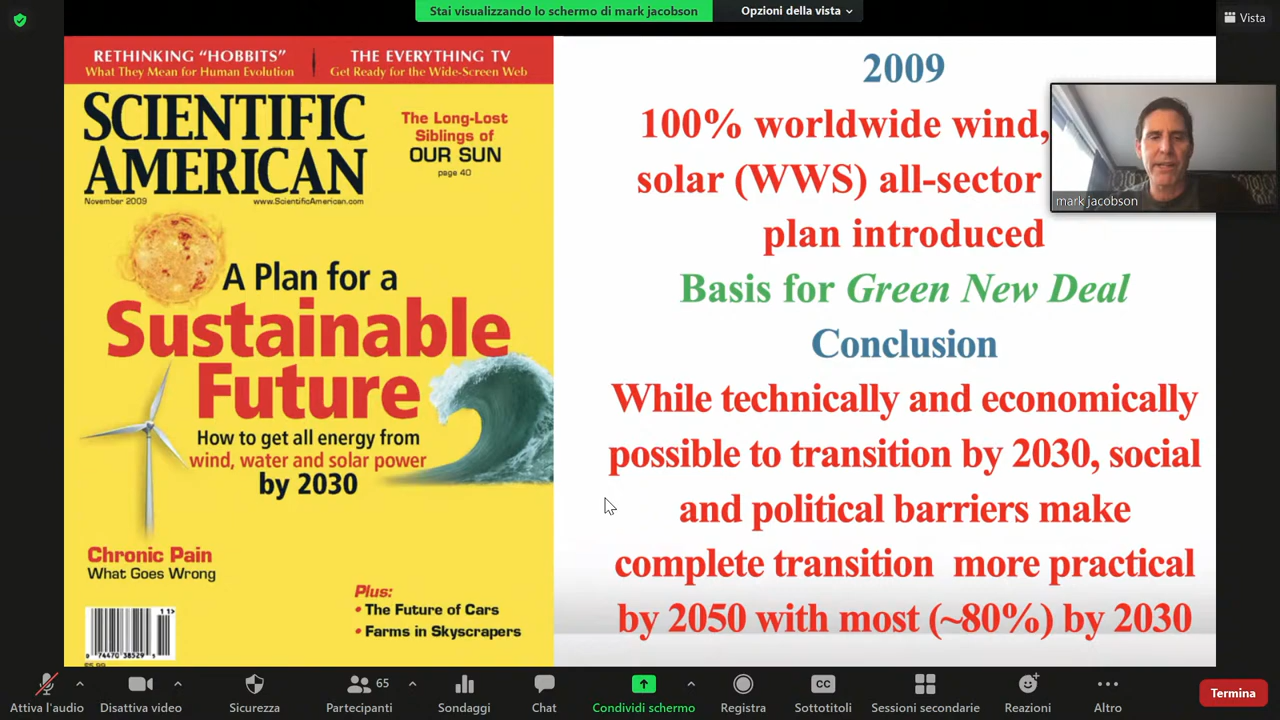 Stai visualizzando lo schermo di mark jacobson
Opzioni della vista
Vista
RETHINKING “HOBBITS”
What They Mean for Human Evolution
THE EVERYTHING TV
Get Ready for the Wide-Screen Web
SCIENTIFIC
AMERICAN
November 2009
www.ScientificAmerican.com
The Long-Lost
Siblings of
OUR SUN
page 40
A Plan for a
Sustainable
Future
How to get all energy from
wind, water and solar power
by 2030
Chronic Pain
What Goes Wrong
Plus:
• The Future of Cars
• Farms in Skyscrapers
11>
9 74470 38529 5
$5.99
2009
100% worldwide wind,
solar (WWS) all-sector
plan introduced
Basis for Green New Deal
Conclusion
While technically and economically
possible to transition by 2030, social
and political barriers make
complete transition more practical
by 2050 with most (~80%) by 2030
mark jacobson
Attiva l'audio
Disattiva video
Sicurezza
65
Partecipanti
Sondaggi
Chat
Condividi schermo
Registra
CC
Sottotitoli
Sessioni secondarie
Reazioni
Altro
Termina